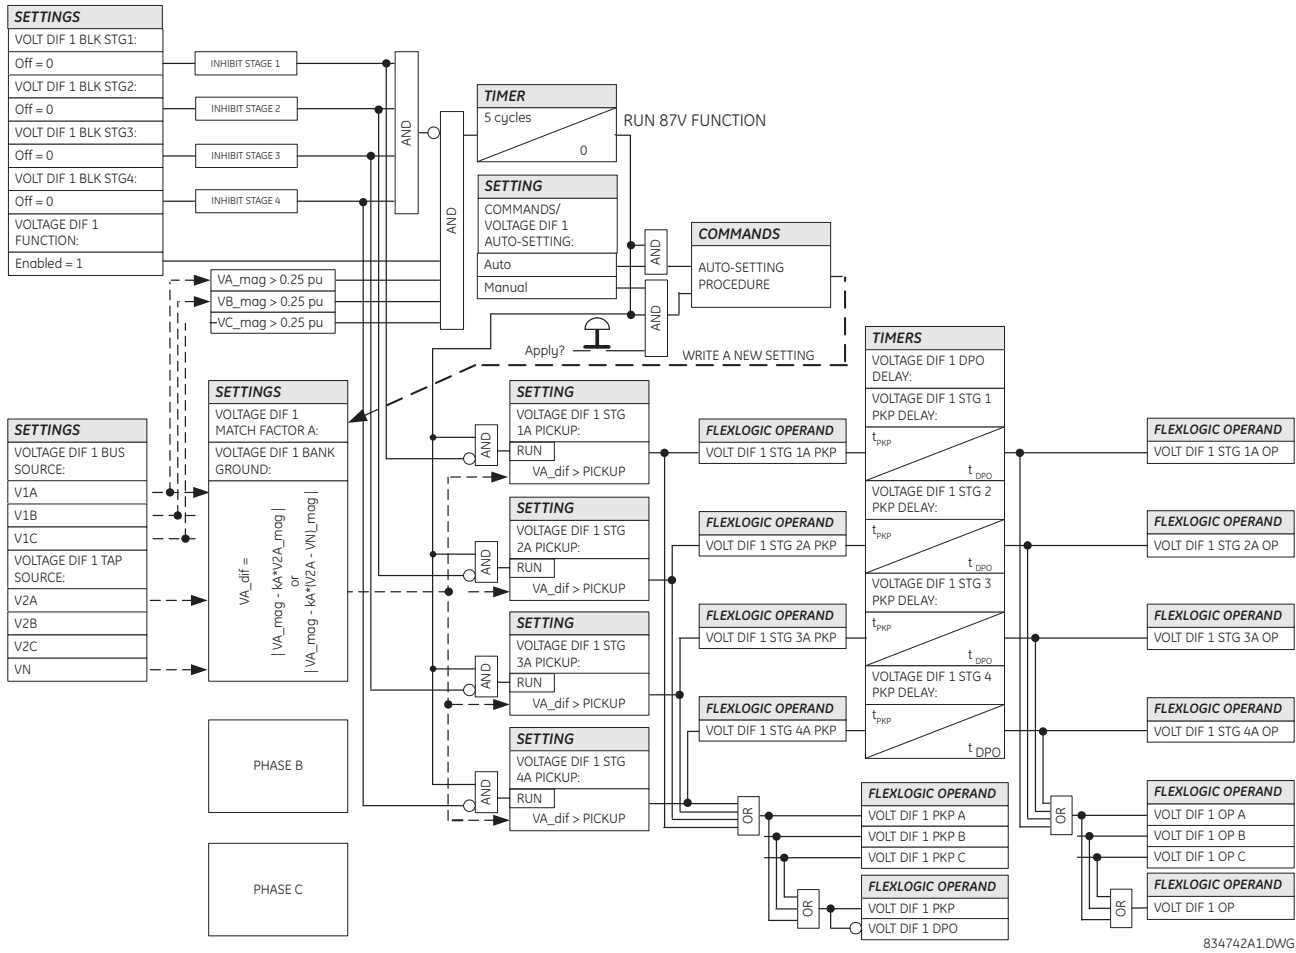 SETTINGS
VOLT DIF 1 BLK STG1:
Off = 0
VOLT DIF 1 BLK STG2:
Off = 0
VOLT DIF 1 BLK STG3:
Off = 0
VOLT DIF 1 BLK STG4:
Off = 0
VOLTAGE DIF 1
FUNCTION:
Enabled = 1
INHIBIT STAGE 1
INHIBIT STAGE 2
INHIBIT STAGE 3
INHIBIT STAGE 4
AND
AND
VA_mag > 0.25 pu
VB_mag > 0.25 pu
VC_mag > 0.25 pu
TIMER
5 cycles
0
RUN 87V FUNCTION
SETTING
COMMANDS/
VOLTAGE DIF 1
AUTO-SETTING:
Auto
Manual
AND
AND
Apply?
COMMANDS
AUTO-SETTING
PROCEDURE
WRITE A NEW SETTING
SETTINGS
VOLTAGE DIF 1 BUS
SOURCE:
V1A
V1B
V1C
VOLTAGE DIF 1 TAP
SOURCE:
V2A
V2B
V2C
VN
SETTINGS
VOLTAGE DIF 1
MATCH FACTOR A:
VOLTAGE DIF 1 BANK
GROUND:
VA_dif =
| VA_mag - kA*V2A_mag |
or
| VA_mag - kA*(V2A - VN)_mag |
PHASE B
PHASE C
AND
SETTING
VOLTAGE DIF 1 STG
1A PICKUP:
RUN
VA_dif > PICKUP
AND
SETTING
VOLTAGE DIF 1 STG
2A PICKUP:
RUN
VA_dif > PICKUP
AND
SETTING
VOLTAGE DIF 1 STG
3A PICKUP:
RUN
VA_dif > PICKUP
AND
SETTING
VOLTAGE DIF 1 STG
4A PICKUP:
RUN
VA_dif > PICKUP
FLEXLOGIC OPERAND
VOLT DIF 1 STG 1A PKP
FLEXLOGIC OPERAND
VOLT DIF 1 STG 2A PKP
FLEXLOGIC OPERAND
VOLT DIF 1 STG 3A PKP
FLEXLOGIC OPERAND
VOLT DIF 1 STG 4A PKP
TIMERS
VOLTAGE DIF 1 DPO
DELAY:
VOLTAGE DIF 1 STG 1
PKP DELAY:
tPKP
t DPO
VOLTAGE DIF 1 STG 2
PKP DELAY:
tPKP
t DPO
VOLTAGE DIF 1 STG 3
PKP DELAY:
tPKP
t DPO
VOLTAGE DIF 1 STG 4
PKP DELAY:
tPKP
t DPO
FLEXLOGIC OPERAND
VOLT DIF 1 STG 1A OP
FLEXLOGIC OPERAND
VOLT DIF 1 STG 2A OP
FLEXLOGIC OPERAND
VOLT DIF 1 STG 3A OP
FLEXLOGIC OPERAND
VOLT DIF 1 STG 4A OP
OR
FLEXLOGIC OPERAND
VOLT DIF 1 PKP A
VOLT DIF 1 PKP B
VOLT DIF 1 PKP C
OR
FLEXLOGIC OPERAND
VOLT DIF 1 PKP
VOLT DIF 1 DPO
OR
FLEXLOGIC OPERAND
VOLT DIF 1 OP A
VOLT DIF 1 OP B
VOLT DIF 1 OP C
OR
FLEXLOGIC OPERAND
VOLT DIF 1 OP
834742A1.DWG